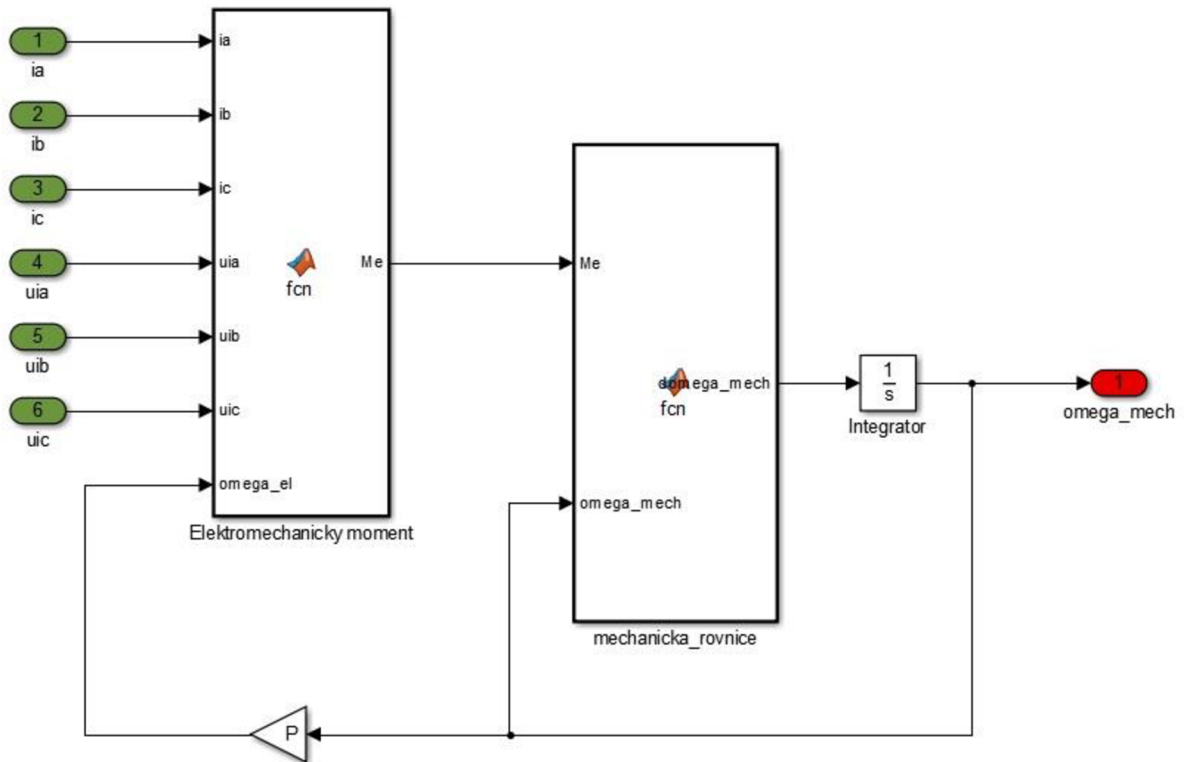 1
ia
ia
2
ib
ib
3
ic
ic
4
uia
uia
Me
fcn
5
uib
uib
6
uic
uic
omega_el
Elektromechanicky moment
Me
domega_mech
fcn
omega_mech
mechanicka_rovnice
1
s
Integrator
1
omega_mech
P